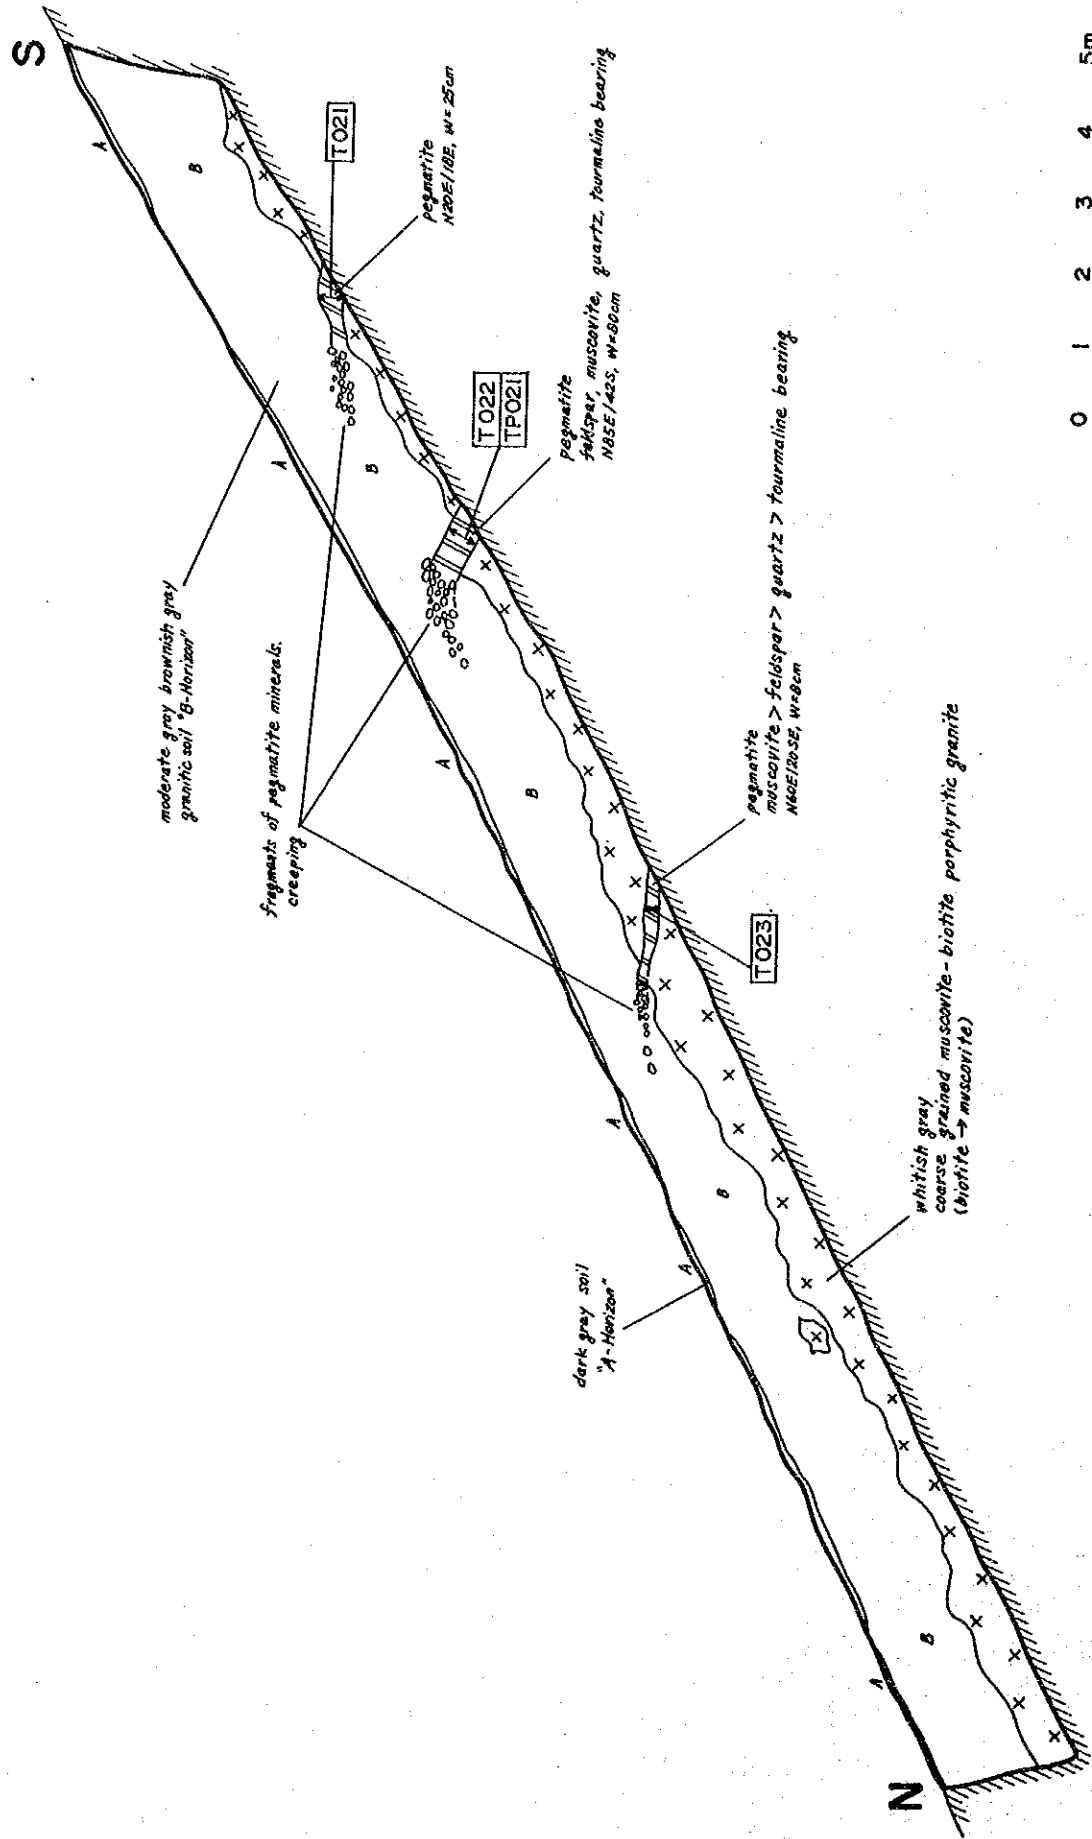 S
N
A
A
A
A
A
A
B
B
B
B
B
moderate gray brownish gray
granitic soil "B-Horizon"
fragments of pegmatite minerals.
creeping
dark gray soil
"A-Horizon"
T021
pegmatite
N20E/18E, W=25cm
T022
TP021
pegmatite
feldspar, muscovite, quartz, tourmaline bearing
N85E/42S, W=80cm
pegmatite
muscovite > feldspar > quartz > tourmaline bearing
N60E/20SE, W=8cm
T023
whitish gray
coarse grained muscovite-biotite porphyritic granite
(biotite → muscovite)
0 1 2 3 4 5m